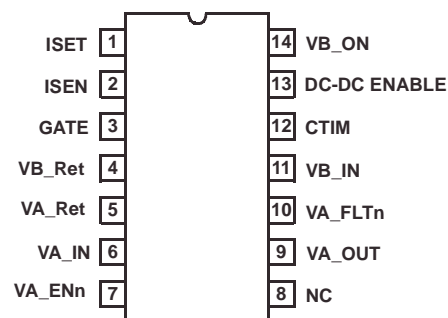 ISET 1 14 VB_ON
ISEN 2 13 DC-DC ENABLE
GATE 3 12 CTIM
VB_Ret 4 11 VB_IN
VA_Ret 5 10 VA_FLTn
VA_IN 6 9 VA_OUT
VA_ENn 7 8 NC